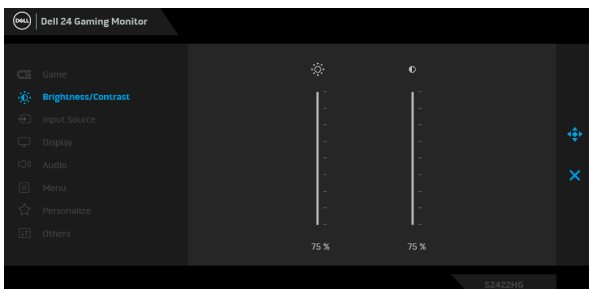 DELL
Dell 24 Gaming Monitor
Game
Brightness/Contrast
Input Source
Display
Audio
Menu
Personalize
Others
75 %
75 %
S2422HG